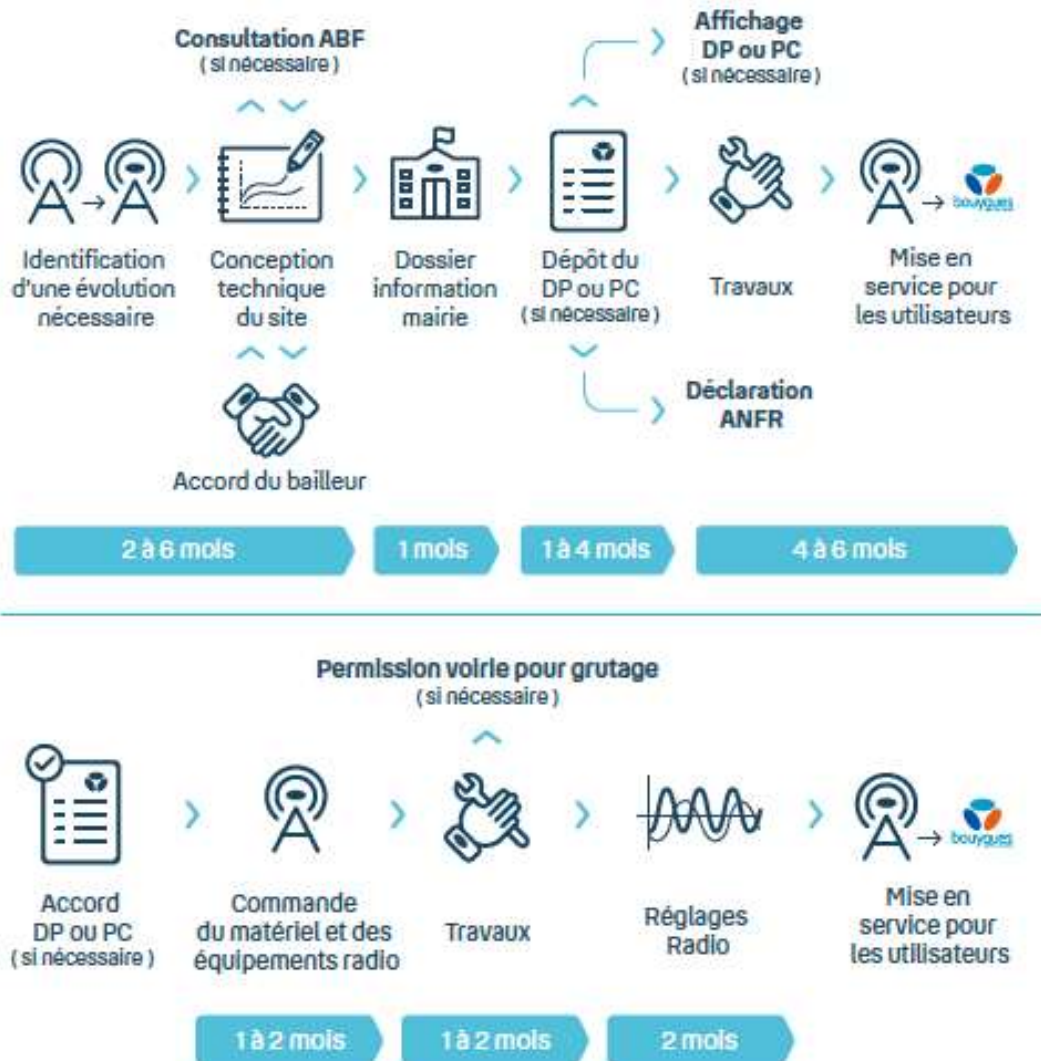 Consultation ABF
( si nécessaire )
Affichage
DP ou PC
( si nécessaire )
Identification
d'une évolution
nécessaire
Conception
technique
du site
Dossier
information
mairie
Dépôt du
DP ou PC
( si nécessaire )
Travaux
bouygues
Mise en
service pour
les utilisateurs
Accord du bailleur
Déclaration
ANFR
2 à 6 mois
1 mois
1 à 4 mois
4 à 6 mois
Permission voirie pour grutage
( si nécessaire )
Accord
DP ou PC
( si nécessaire )
Commande
du matériel et des
équipements radio
Travaux
Réglages
Radio
bouygues
Mise en
service pour
les utilisateurs
1 à 2 mois
1 à 2 mois
2 mois